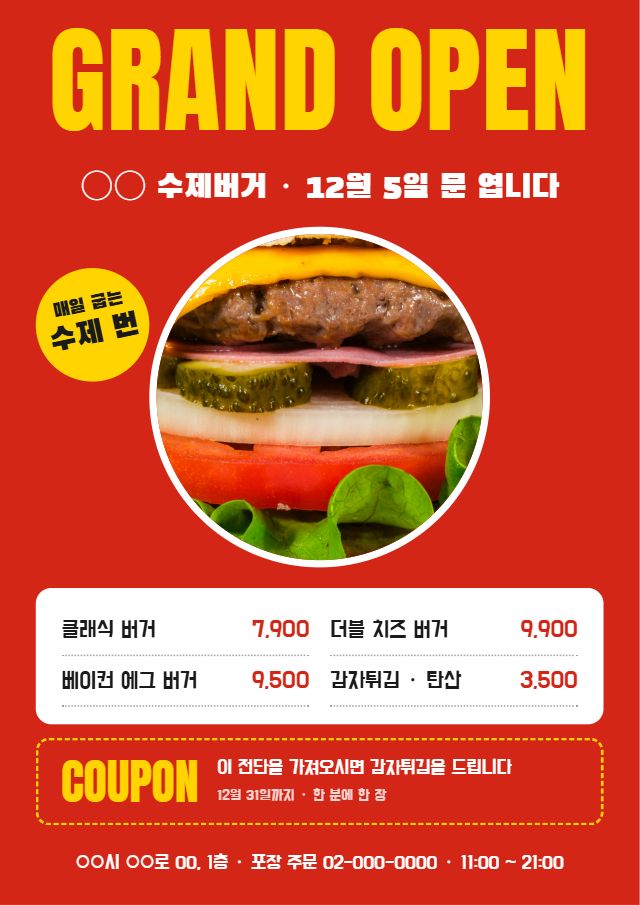 GRAND OPEN
○○ 수제버거 · 12월 5일 문 엽니다
매일 굽는
수제 번
클래식 버거 7,900 더블 치즈 버거 9,900
베이컨 에그 버거 9,500 감자튀김 · 탄산 3,500
COUPON
이 전단을 가져오시면 감자튀김을 드립니다
12월 31일까지 · 한 분에 한 장
○○시 ○○로 00, 1층 · 포장 주문 02-000-0000 · 11:00 ~ 21:00